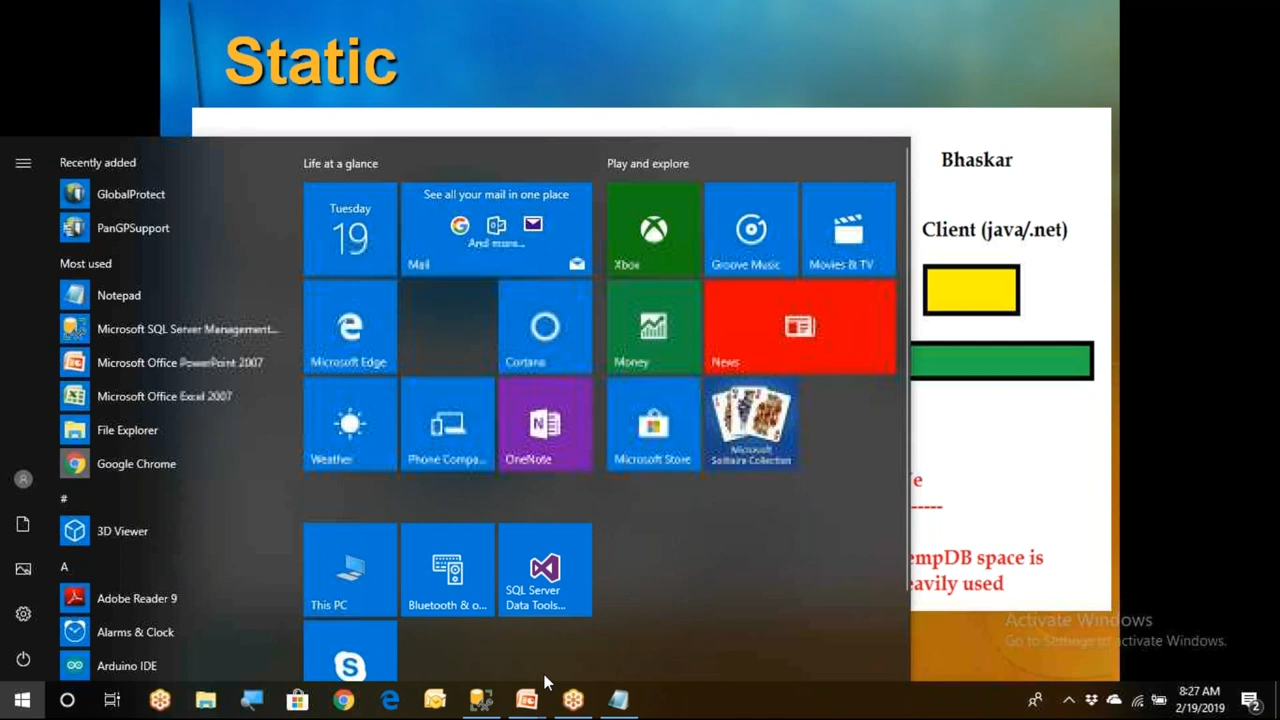 Static
Bhaskar
Client (java/.net)
empDB space is
eavily used
Recently added
GlobalProtect
PanGPSupport
Most used
Notepad
Microsoft SQL Server Management...
Microsoft Office PowerPoint 2007
Microsoft Office Excel 2007
File Explorer
Google Chrome
#
3D Viewer
A
Adobe Reader 9
Alarms & Clock
Arduino IDE
Life at a glance
Tuesday
19
See all your mail in one place
And more...
Mail
Microsoft Edge
Cortana
Weather
Phone Compa...
OneNote
This PC
Bluetooth & o...
SQL Server
Data Tools...
Play and explore
Xbox
Groove Music
Movies & TV
Money
News
Microsoft Store
Microsoft
Solitaire Collection
Activate Windows
Go to Settings to activate Windows.
8:27 AM
2/19/2019
2